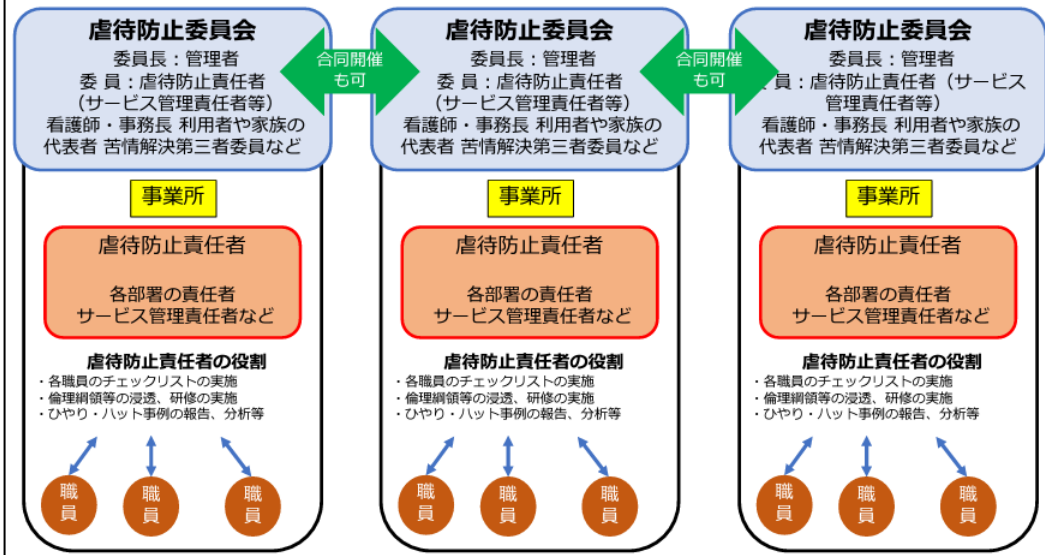 虐待防止委員会
委員長：管理者
委 員：虐待防止責任者
（サービス管理責任者等）
看護師・事務長 利用者や家族の
代表者 苦情解決第三者委員など
合同開催
も可
虐待防止委員会
委員長：管理者
委 員：虐待防止責任者
（サービス管理責任者等）
看護師・事務長 利用者や家族の
代表者 苦情解決第三者委員など
合同開催
も可
虐待防止委員会
委員長：管理者
員：虐待防止責任者（サービス
管理責任者等）
看護師・事務長 利用者や家族の
代表者 苦情解決第三者委員など
事業所
虐待防止責任者
各部署の責任者
サービス管理責任者など
虐待防止責任者の役割
・各職員のチェックリストの実施
・倫理綱領等の浸透、研修の実施
・ひやり・ハット事例の報告、分析等
職員
職員
職員
事業所
虐待防止責任者
各部署の責任者
サービス管理責任者など
虐待防止責任者の役割
・各職員のチェックリストの実施
・倫理綱領等の浸透、研修の実施
・ひやり・ハット事例の報告、分析等
職員
職員
職員
事業所
虐待防止責任者
各部署の責任者
サービス管理責任者など
虐待防止責任者の役割
・各職員のチェックリストの実施
・倫理綱領等の浸透、研修の実施
・ひやり・ハット事例の報告、分析等
職員
職員
職員